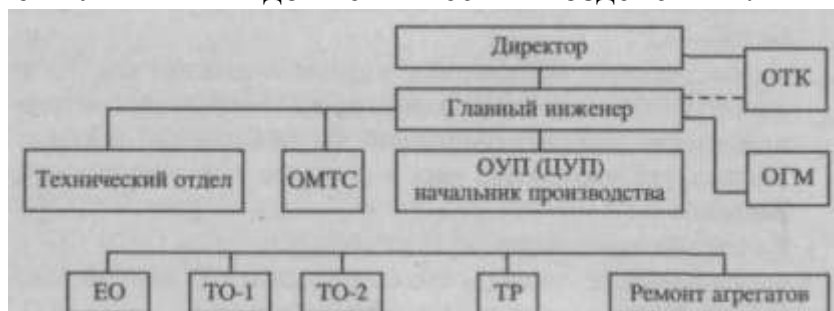 Директор
ОТК
Главный инженер
Технический отдел
ОМТС
ОУП (ЦУП)
начальник производства
ОГМ
ЕО
ТО-1
ТО-2
ТР
Ремонт агрегатов